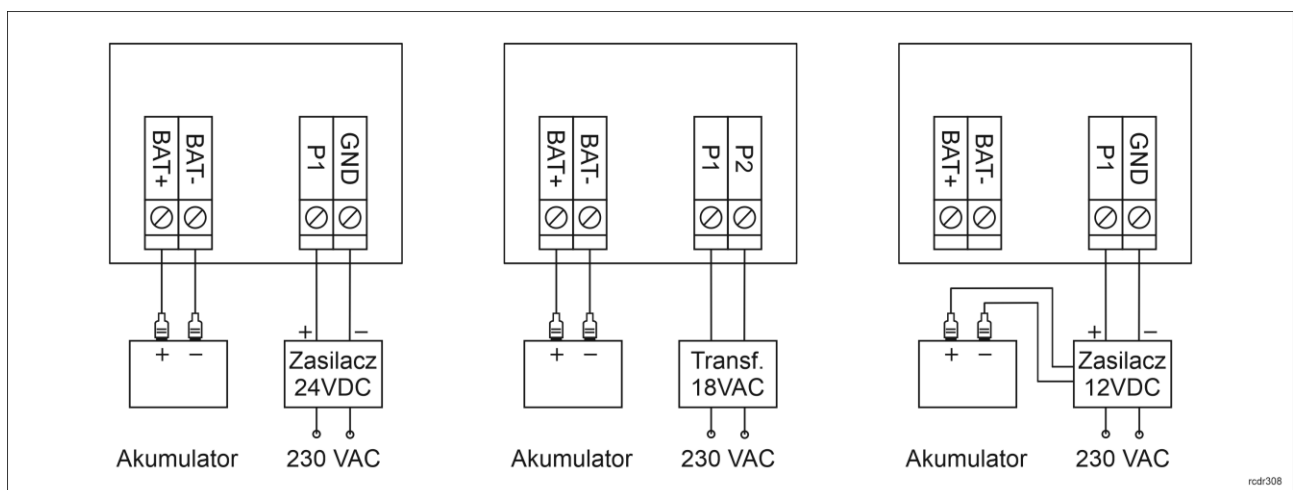 BAT+ BAT- P1 GND
+ − + −
Zasilacz
24VDC
Akumulator 230 VAC
BAT+ BAT- P1 P2
+ −
Transf.
18VAC
Akumulator 230 VAC
BAT+ BAT- P1 GND
+ − + −
Zasilacz
12VDC
Akumulator 230 VAC
rcdr308